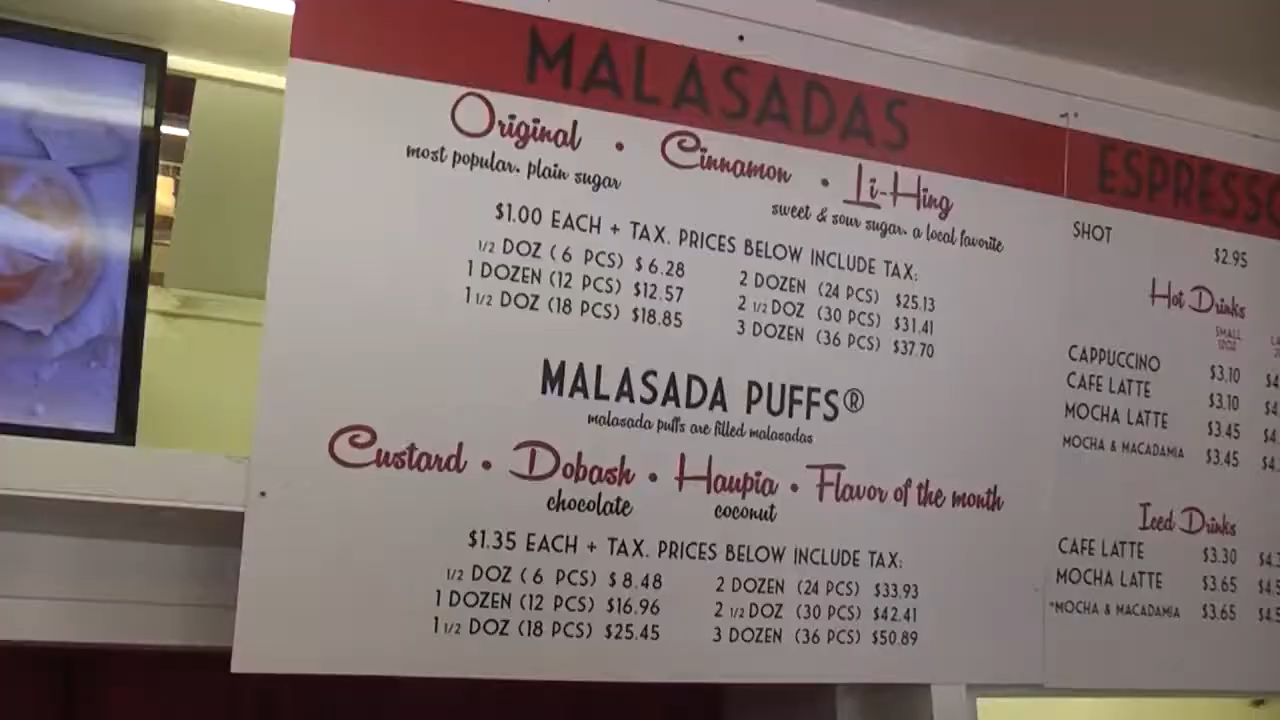 MALASADAS
Original • Cinnamon • Li-Hing
most popular. plain sugar
sweet & sour sugar. a local favorite
$1.00 EACH + TAX. PRICES BELOW INCLUDE TAX:
1/2 DOZ ( 6 PCS) $ 6.28
1 DOZEN (12 PCS) $12.57
1 1/2 DOZ (18 PCS) $18.85
2 DOZEN (24 PCS) $25.13
2 1/2 DOZ (30 PCS) $31.41
3 DOZEN (36 PCS) $37.70
MALASADA PUFFS®
malasada puffs are filled malasadas
Custard • Dobash • Haupia • Flavor of the month
chocolate
coconut
$1.35 EACH + TAX. PRICES BELOW INCLUDE TAX:
1/2 DOZ ( 6 PCS) $ 8.48
1 DOZEN (12 PCS) $16.96
1 1/2 DOZ (18 PCS) $25.45
2 DOZEN (24 PCS) $33.93
2 1/2 DOZ (30 PCS) $42.41
3 DOZEN (36 PCS) $50.89
ESPRESSO
SHOT $2.95
Hot Drinks
SMALL
CAPPUCCINO $3.10
CAFE LATTE $3.10
MOCHA LATTE $3.45
MOCHA & MACADAMIA $3.45
Iced Drinks
CAFE LATTE $3.30
MOCHA LATTE $3.65
*MOCHA & MACADAMIA $3.65